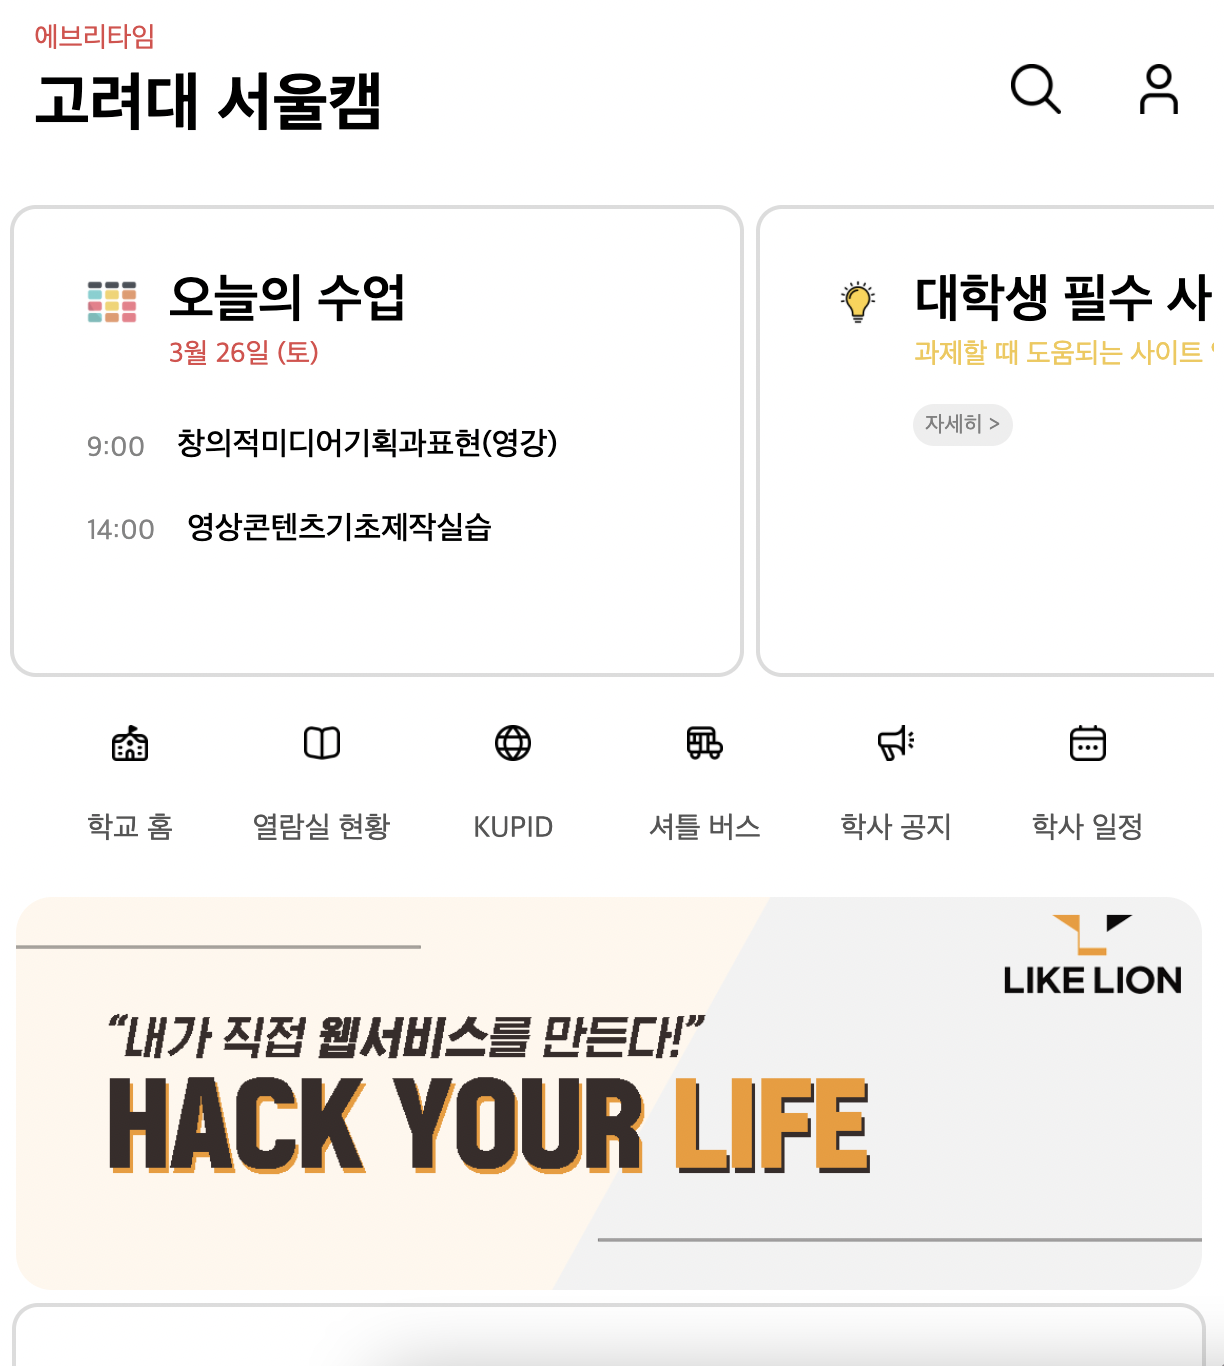 에브리타임
고려대 서울캠
오늘의 수업
3월 26일 (토)
9:00 창의적미디어기획과표현(영강)
14:00 영상콘텐츠기초제작실습
대학생 필수 사
과제할 때 도움되는 사이트
자세히 >
학교 홈
열람실 현황
KUPID
셔틀 버스
학사 공지
학사 일정
LIKE LION
“내가 직접 웹서비스를 만든다!”
HACK YOUR LIFE